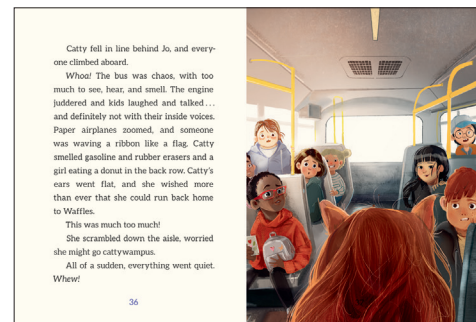 Catty fell in line behind Jo, and every-
one climbed aboard.
Whoa! The bus was chaos, with too
much to see, hear, and smell. The engine
juddered and kids laughed and talked . . .
and definitely not with their inside voices.
Paper airplanes zoomed, and someone
was waving a ribbon like a flag. Catty
smelled gasoline and rubber erasers and a
girl eating a donut in the back row. Catty’s
ears went flat, and she wished more
than ever that she could run back home
to Waffles.
This was much too much!
She scrambled down the aisle, worried
she might go cattywampus.
All of a sudden, everything went quiet.
Whew!
36